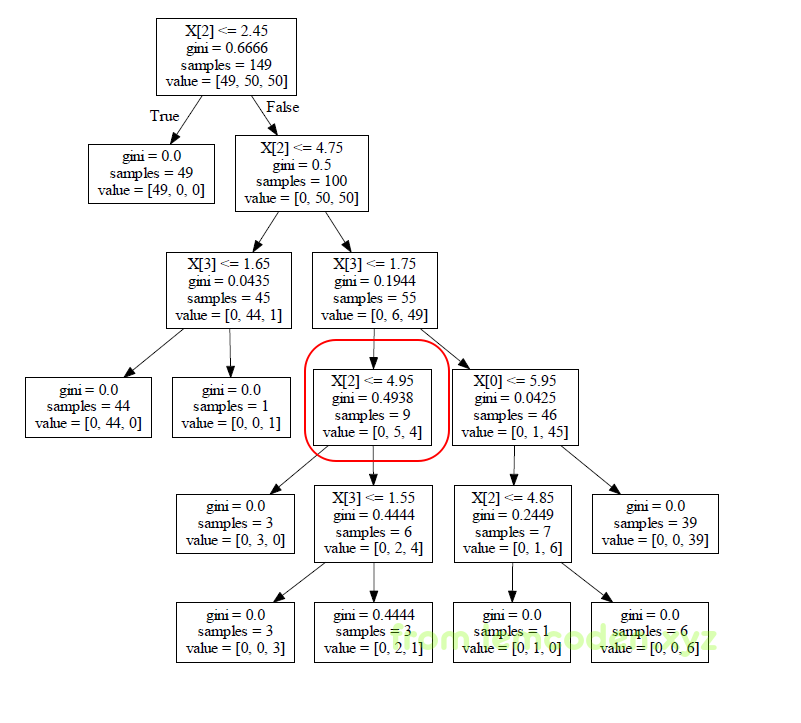 X[2] <= 2.45
gini = 0.6666
samples = 149
value = [49, 50, 50]
True
False
gini = 0.0
samples = 49
value = [49, 0, 0]
X[2] <= 4.75
gini = 0.5
samples = 100
value = [0, 50, 50]
X[3] <= 1.65
gini = 0.0435
samples = 45
value = [0, 44, 1]
X[3] <= 1.75
gini = 0.1944
samples = 55
value = [0, 6, 49]
gini = 0.0
samples = 44
value = [0, 44, 0]
gini = 0.0
samples = 1
value = [0, 0, 1]
X[2] <= 4.95
gini = 0.4938
samples = 9
value = [0, 5, 4]
X[0] <= 5.95
gini = 0.0425
samples = 46
value = [0, 1, 45]
gini = 0.0
samples = 3
value = [0, 3, 0]
X[3] <= 1.55
gini = 0.4444
samples = 6
value = [0, 2, 4]
X[2] <= 4.85
gini = 0.2449
samples = 7
value = [0, 1, 6]
gini = 0.0
samples = 39
value = [0, 0, 39]
gini = 0.0
samples = 3
value = [0, 0, 3]
gini = 0.4444
samples = 3
value = [0, 2, 1]
gini = 0.0
samples = 1
value = [0, 1, 0]
gini = 0.0
samples = 6
value = [0, 0, 6]
from lemcoden.xyz